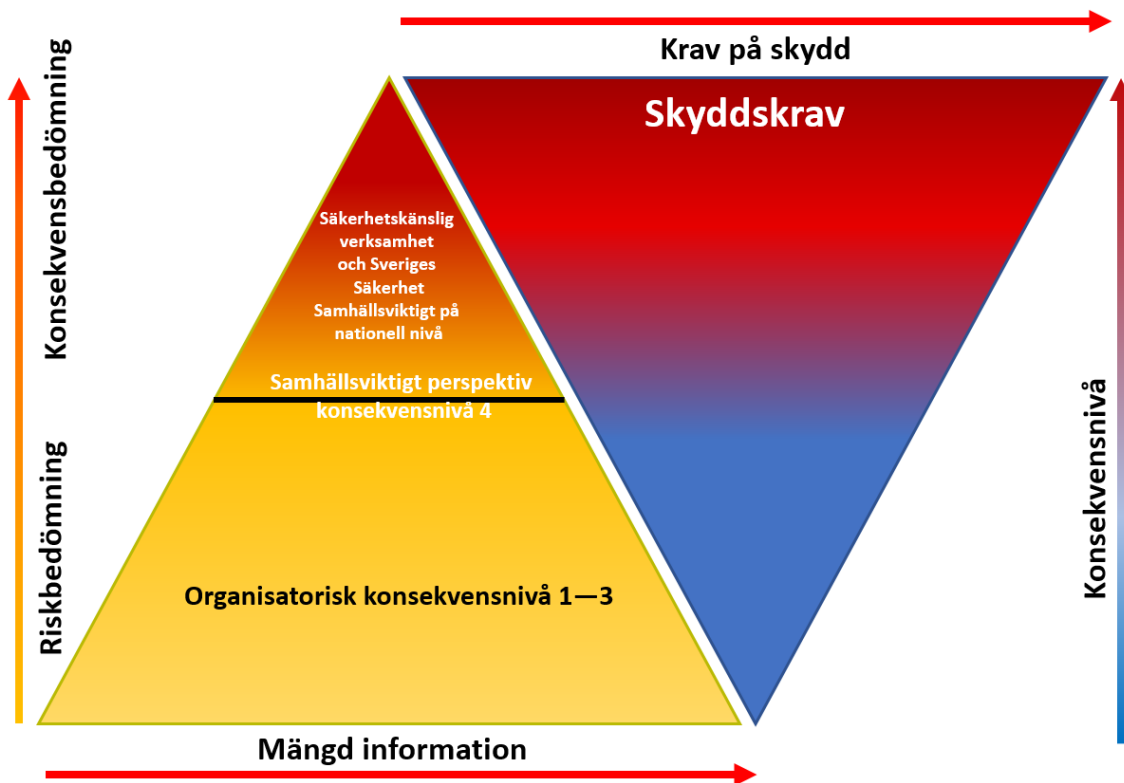 Krav på skydd
Skyddskrav
Konsekvensbedömning
Säkerhetskänslig
verksamhet
och Sveriges
Säkerhet
Samhällsviktigt på
nationell nivå
Samhällsviktigt perspektiv
konsekvensnivå 4
Riskbedömning
Organisatorisk konsekvensnivå 1—3
Konsekvensnivå
Mängd information